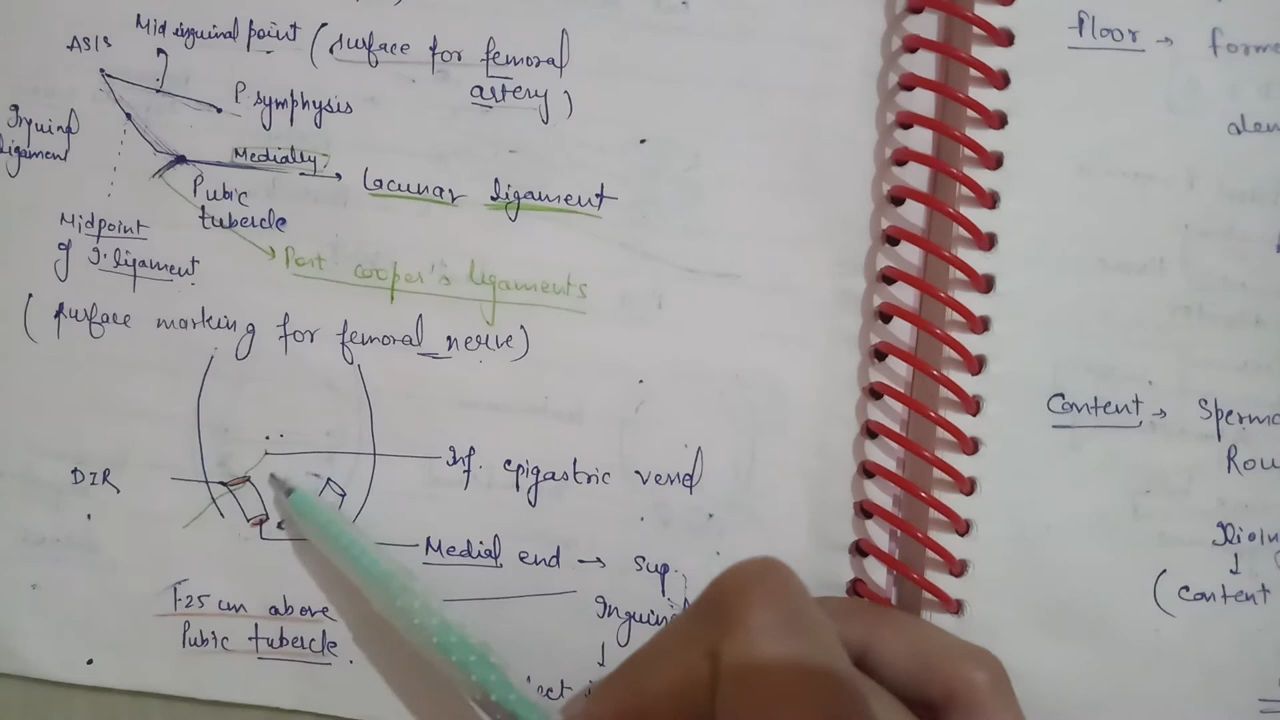 Mid inguinal point (surface for femoral
artery)
ASIS
P. symphysis
Inguinal
ligament
Medially
Lacunar ligament
Pubic
tubercle
Midpoint
of I. ligament
Part cooper's ligaments
(surface marking for femoral nerve)
Inf. epigastric vessel
DIR
Medial end → sup.
Inguinal
↓
1.25 cm above
Pubic tubercle.
Floor → forme
Content → Sperma
Rou
Ilioin
↓
(content